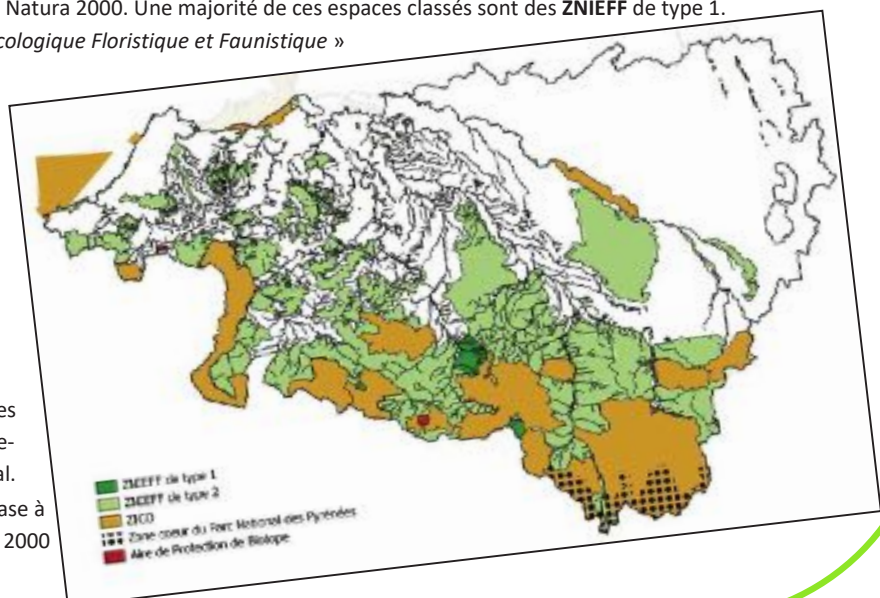 Natura 2000. Une majorité de ces espaces classés sont des ZNIEFF de type 1.
cologique Floristique et Faunistique »
es
e-
al.
ase à
2000
ZNIEFF de type 1
ZNIEFF de type 2
ZICO
Zone coeur du Parc National des Pyrénées
Aire de Protection de Biotope